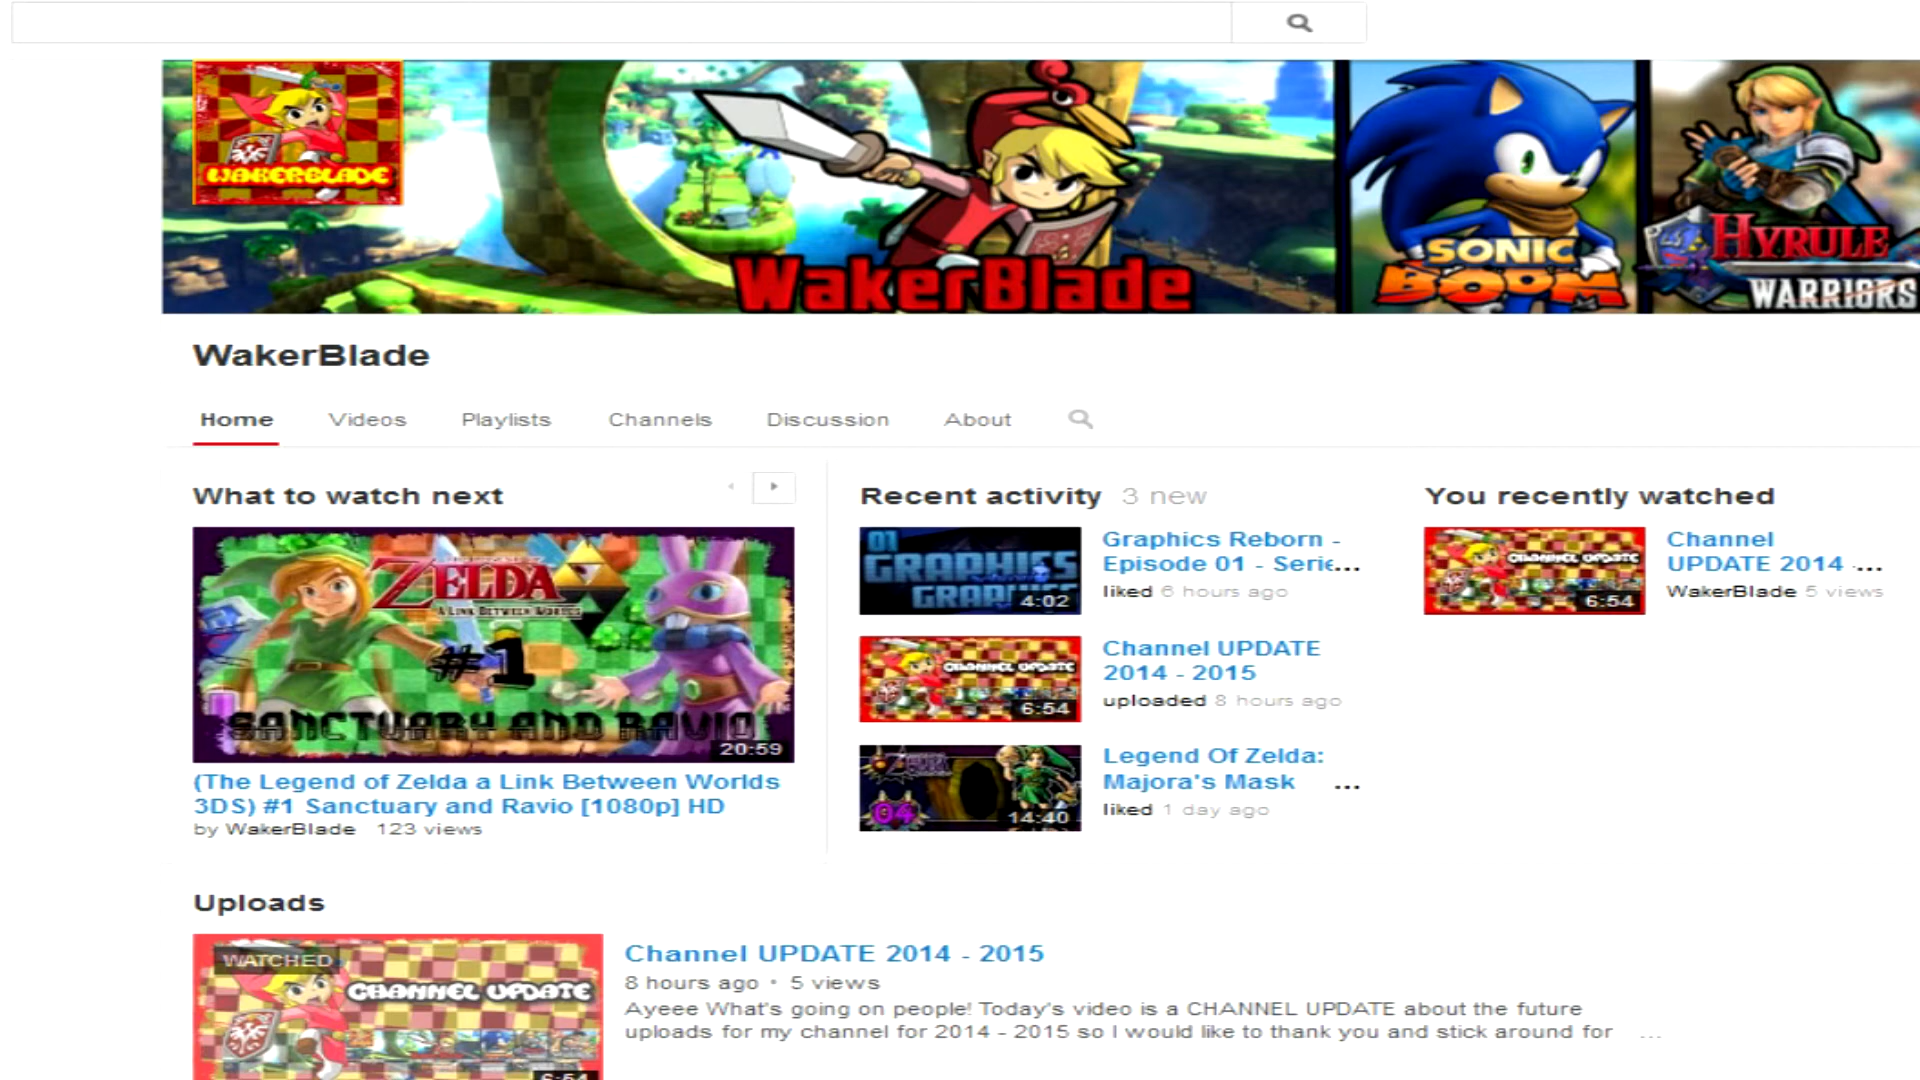 WAKERBLADE
WakerBlade
SONIC
BOOM
HYRULE
WARRIORS
WakerBlade
Home Videos Playlists Channels Discussion About
What to watch next
ZELDA
A LINK BETWEEN WORLDS
#1
SANCTUARY AND RAVIO
20:59
(The Legend of Zelda a Link Between Worlds
3DS) #1 Sanctuary and Ravio [1080p] HD
by WakerBlade 123 views
Recent activity 3 new
01
GRAPHICS
4:02
Graphics Reborn -
Episode 01 - Serie...
liked 6 hours ago
CHANNEL UPDATE
6:54
Channel UPDATE
2014 - 2015
uploaded 8 hours ago
ZELDA
04
14:40
Legend Of Zelda:
Majora's Mask ...
liked 1 day ago
You recently watched
CHANNEL UPDATE
6:54
Channel
UPDATE 2014 ...
WakerBlade 5 views
Uploads
WATCHED
CHANNEL UPDATE
6:54
Channel UPDATE 2014 - 2015
8 hours ago • 5 views
Ayeee What's going on people! Today's video is a CHANNEL UPDATE about the future
uploads for my channel for 2014 - 2015 so I would like to thank you and stick around for ...